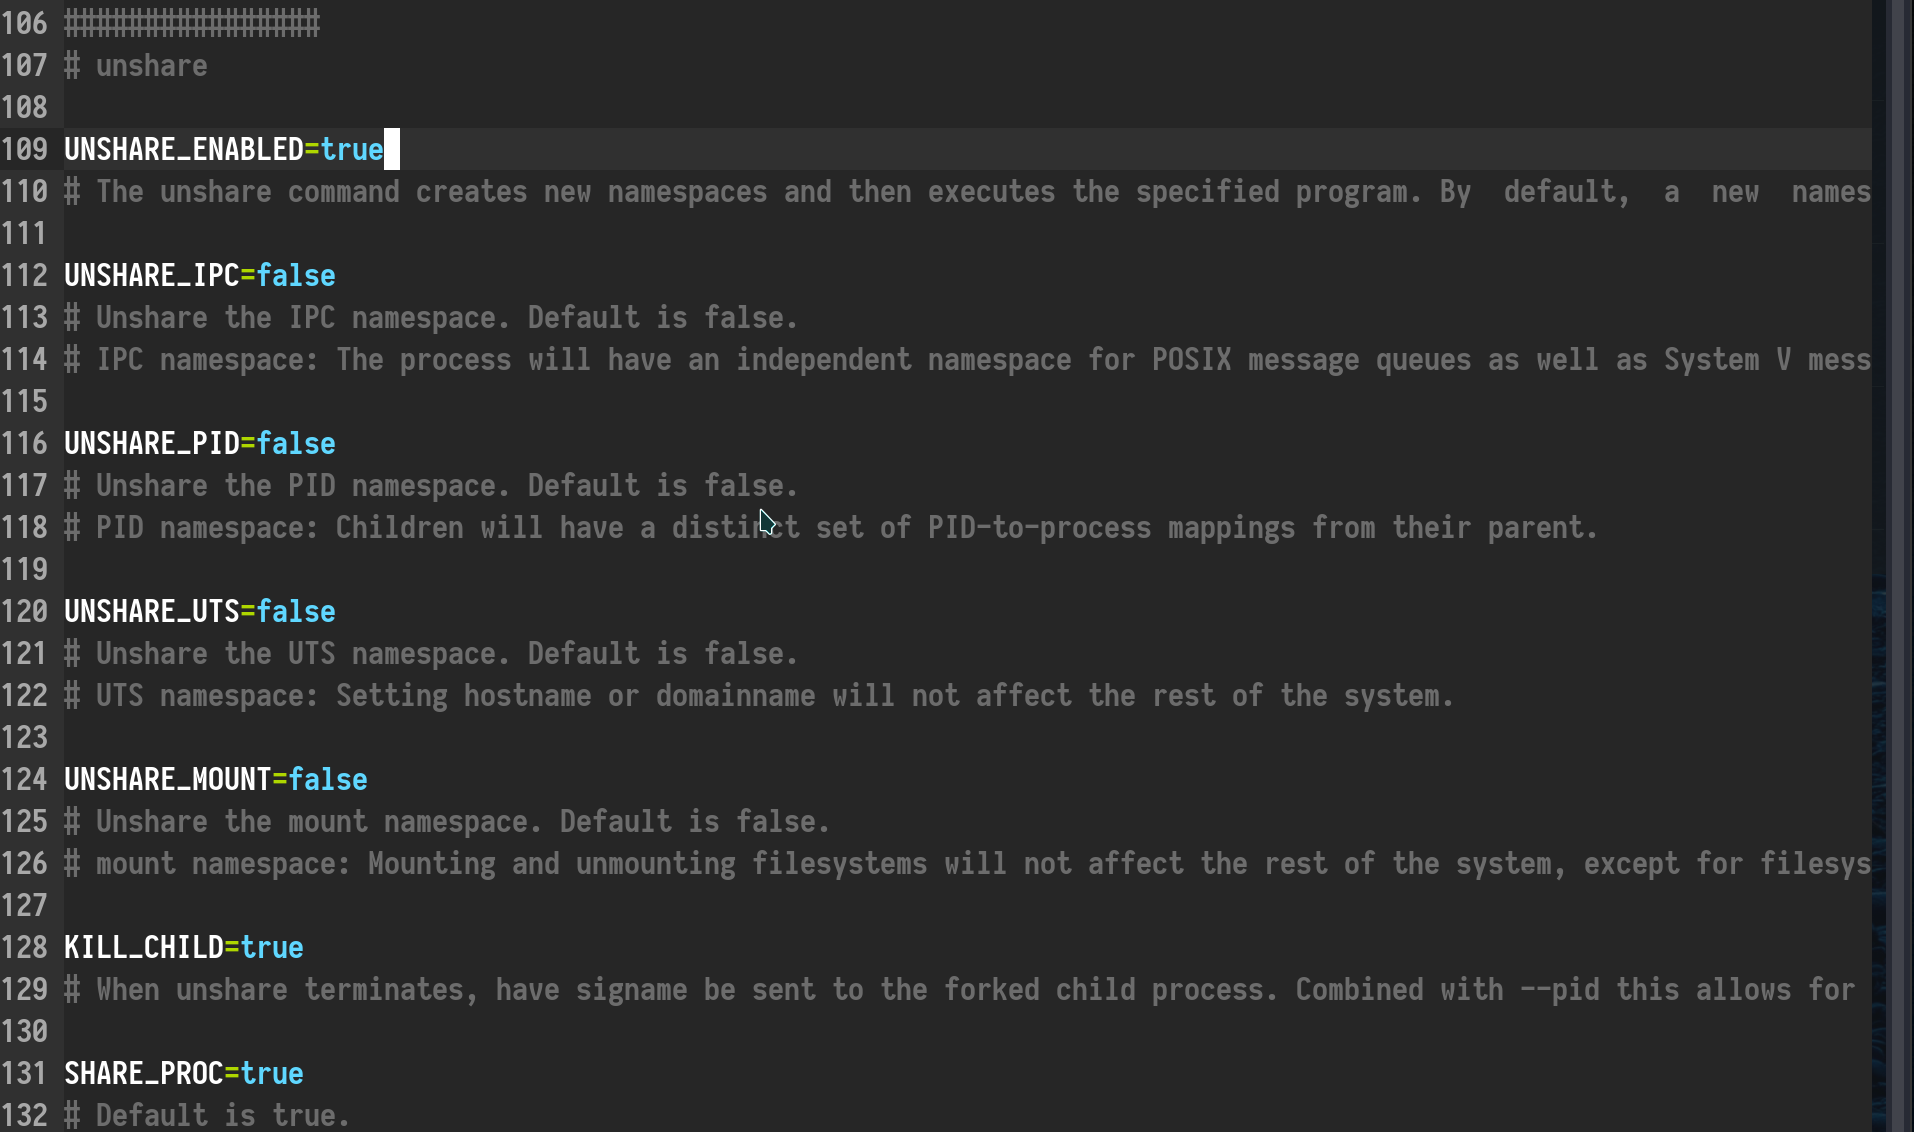 106 ################
107 # unshare
108
109 UNSHARE_ENABLED=true
110 # The unshare command creates new namespaces and then executes the specified program. By  default,  a  new  names
111
112 UNSHARE_IPC=false
113 # Unshare the IPC namespace. Default is false.
114 # IPC namespace: The process will have an independent namespace for POSIX message queues as well as System V mess
115
116 UNSHARE_PID=false
117 # Unshare the PID namespace. Default is false.
118 # PID namespace: Children will have a distinct set of PID-to-process mappings from their parent.
119
120 UNSHARE_UTS=false
121 # Unshare the UTS namespace. Default is false.
122 # UTS namespace: Setting hostname or domainname will not affect the rest of the system.
123
124 UNSHARE_MOUNT=false
125 # Unshare the mount namespace. Default is false.
126 # mount namespace: Mounting and unmounting filesystems will not affect the rest of the system, except for filesys
127
128 KILL_CHILD=true
129 # When unshare terminates, have signame be sent to the forked child process. Combined with --pid this allows for
130
131 SHARE_PROC=true
132 # Default is true.